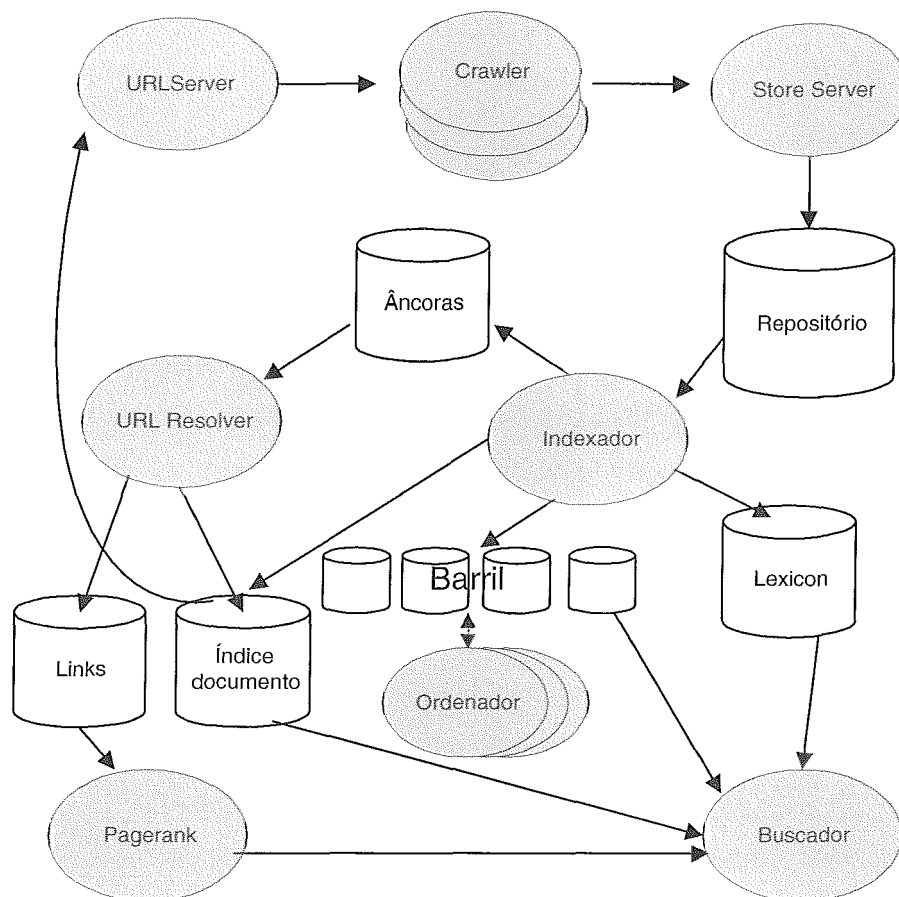 URLServer
Crawler
Store Server
Âncoras
Repositório
URL Resolver
Indexador
Barril
Lexicon
Links
Índice
documento
Ordenador
Pagerank
Buscador